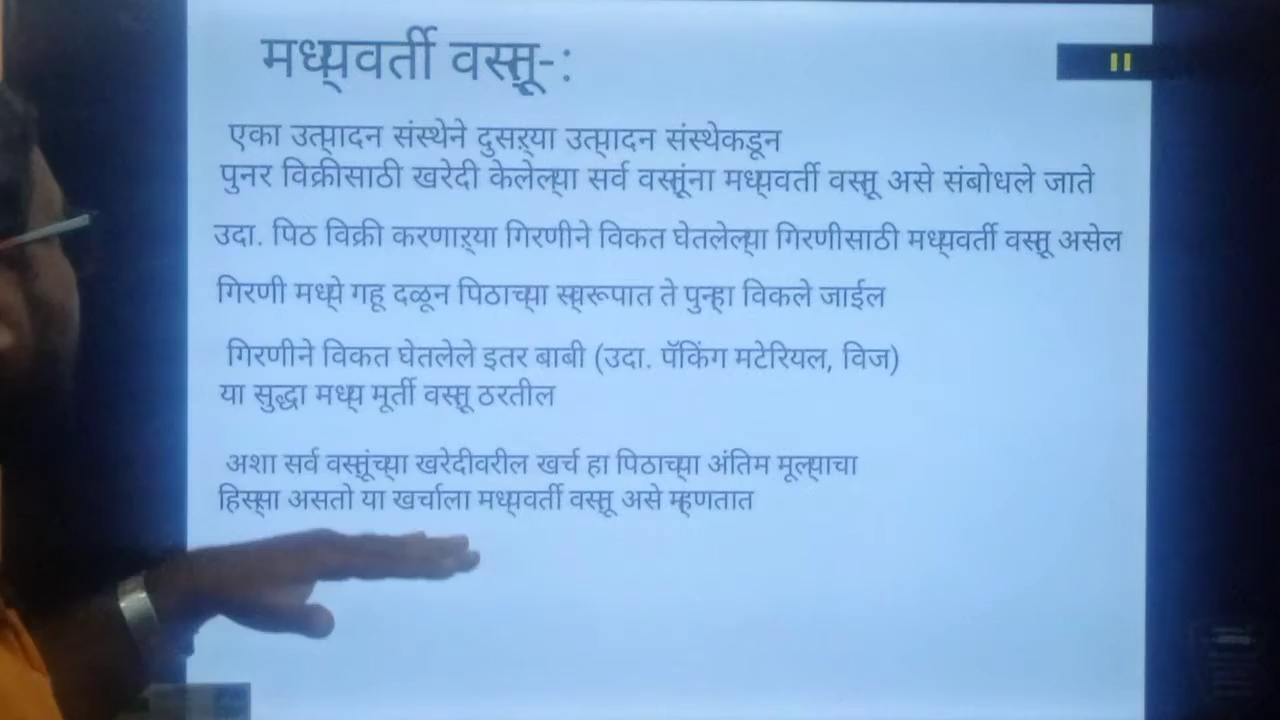 मध्यवर्ती वस्तू-:
एका उत्पादन संस्थेने दुसऱ्या उत्पादन संस्थेकडून
पुनर विक्रीसाठी खरेदी केलेल्या सर्व वस्तूंना मध्यवर्ती वस्तू असे संबोधले जाते
उदा. पिठ विक्री करणाऱ्या गिरणीने विकत घेतलेल्या गिरणीसाठी मध्यवर्ती वस्तू असेल
गिरणी मध्ये गहू दळून पिठाच्या स्वरूपात ते पुन्हा विकले जाईल
गिरणीने विकत घेतलेले इतर बाबी (उदा. पॅकिंग मटेरियल, विज)
या सुद्धा मध्य मूर्ती वस्तू ठरतील
अशा सर्व वस्तूंच्या खरेदीवरील खर्च हा पिठाच्या अंतिम मूल्याचा
हिस्सा असतो या खर्चाला मध्यवर्ती वस्तू असे म्हणतात